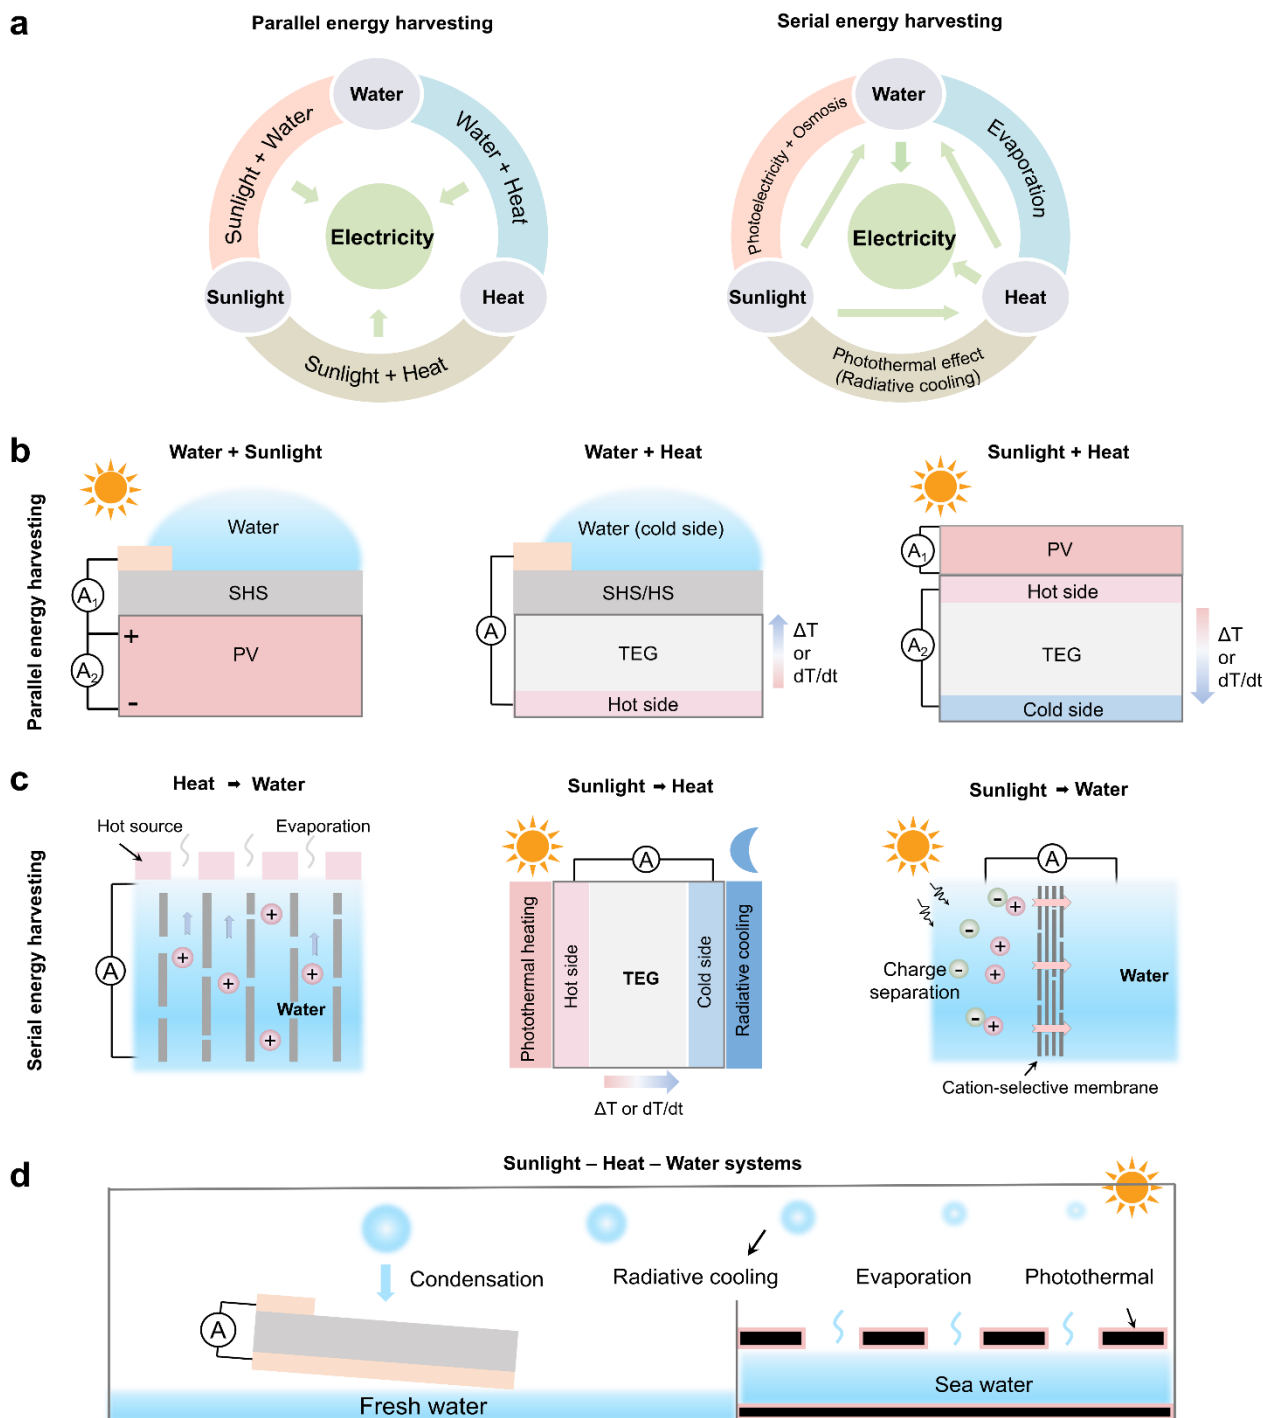 a
Parallel energy harvesting
Serial energy harvesting
Water
Sunlight + Water
Water + Heat
Electricity
Sunlight
Heat
Sunlight + Heat
Water
Photoelectricity + Osmosis
Evaporation
Electricity
Sunlight
Heat
Photothermal effect
(Radiative cooling)
b
Parallel energy harvesting
Water + Sunlight
Water
A1
SHS
+
A2
PV
-
Water + Heat
Water (cold side)
SHS/HS
A
TEG
Hot side
ΔT
or
dT/dt
Sunlight + Heat
A1
PV
Hot side
A2
TEG
Cold side
ΔT
or
dT/dt
c
Serial energy harvesting
Heat ➡ Water
Hot source
Evaporation
A
+
+
+
+
+
Water
Sunlight ➡ Heat
A
Photothermal heating
Hot side
TEG
Cold side
Radiative cooling
ΔT or dT/dt
Sunlight ➡ Water
A
-
+
-
+
-
+
-
+
Charge
separation
Water
Cation-selective membrane
d
Sunlight – Heat – Water systems
Condensation
Radiative cooling
Evaporation
Photothermal
A
Sea water
Fresh water